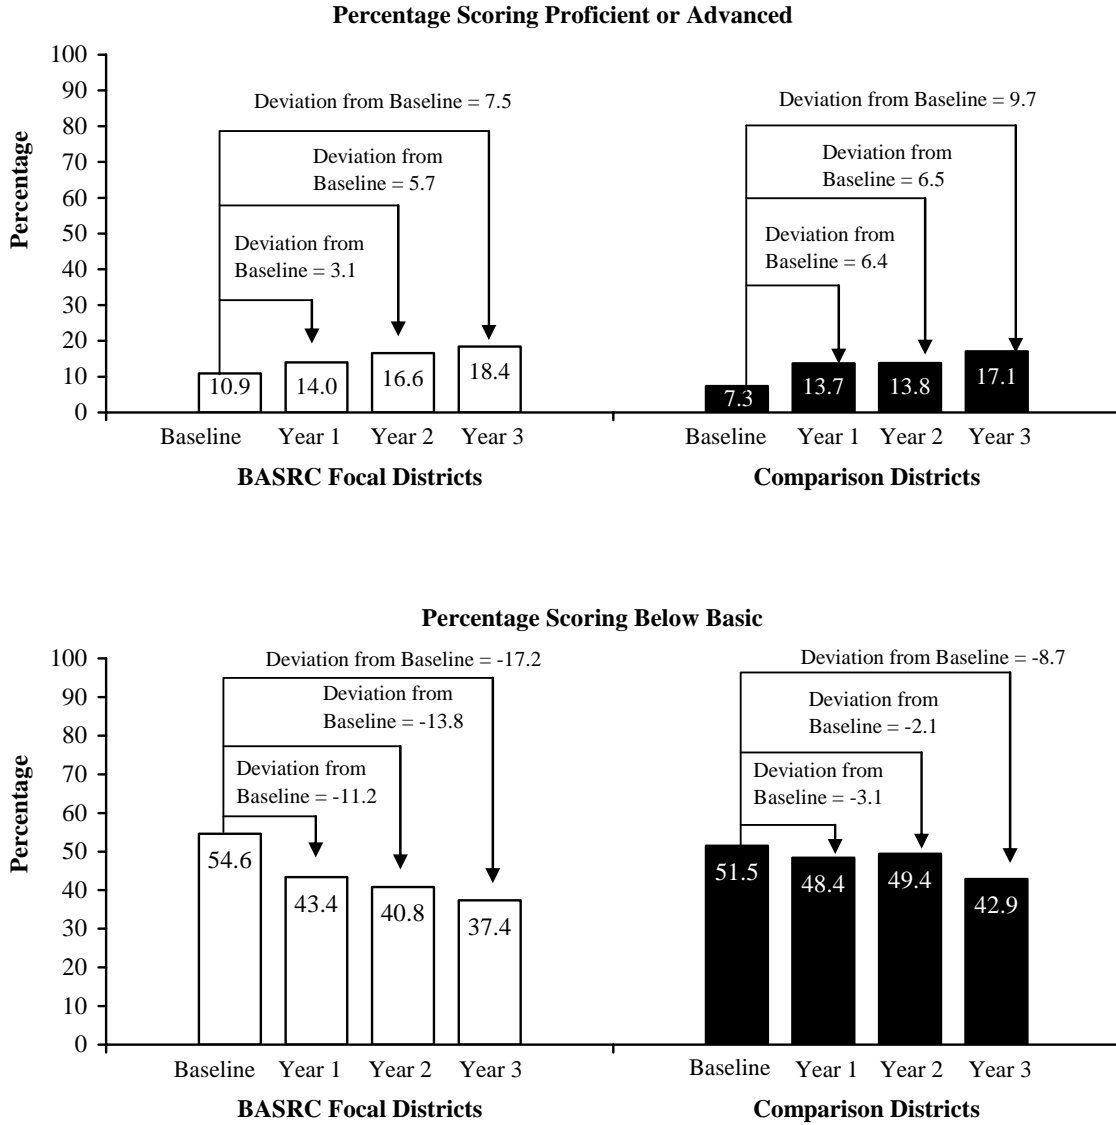 Percentage Scoring Proficient or Advanced
Percentage
100
90
80
70
60
50
40
30
20
10
0
Deviation from Baseline = 7.5
Deviation from
Baseline = 5.7
Deviation from
Baseline = 3.1
10.9
14.0
16.6
18.4
Baseline Year 1 Year 2 Year 3
BASRC Focal Districts
Deviation from Baseline = 9.7
Deviation from
Baseline = 6.5
Deviation from
Baseline = 6.4
7.3
13.7
13.8
17.1
Baseline Year 1 Year 2 Year 3
Comparison Districts
Percentage Scoring Below Basic
Percentage
100
90
80
70
60
50
40
30
20
10
0
Deviation from Baseline = -17.2
Deviation from
Baseline = -13.8
Deviation from
Baseline = -11.2
54.6
43.4
40.8
37.4
Baseline Year 1 Year 2 Year 3
BASRC Focal Districts
Deviation from Baseline = -8.7
Deviation from
Baseline = -2.1
Deviation from
Baseline = -3.1
51.5
48.4
49.4
42.9
Baseline Year 1 Year 2 Year 3
Comparison Districts